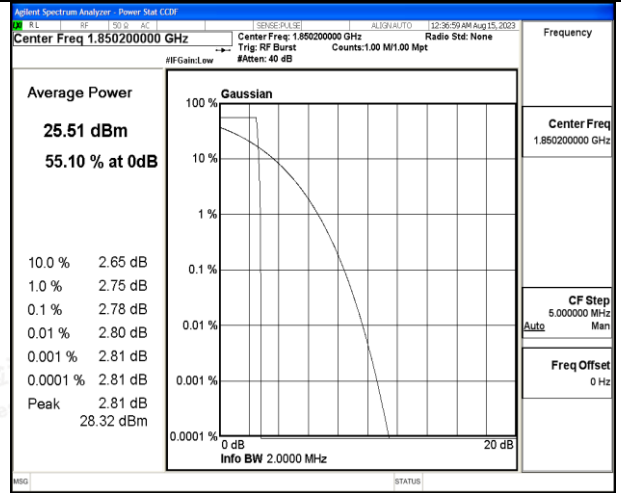 Agilent Spectrum Analyzer - Power Stat CCDF
RL RF 50 Ω AC SENSE:PULSE ALIGNAUTO 12:36:59 AM Aug 15, 2023
Center Freq 1.850200000 GHz
Center Freq: 1.850200000 GHz Radio Std: None
Trig: RF Burst Counts:1.00 M/1.00 Mpt
#IFGain:Low #Atten: 40 dB
Frequency
Average Power
25.51 dBm
55.10 % at 0dB
10.0 % 2.65 dB
1.0 % 2.75 dB
0.1 % 2.78 dB
0.01 % 2.80 dB
0.001 % 2.81 dB
0.0001 % 2.81 dB
Peak 2.81 dB
28.32 dBm
Gaussian
100 %
10 %
1 %
0.1 %
0.01 %
0.001 %
0.0001 %
0 dB 20 dB
Info BW 2.0000 MHz
Center Freq
1.850200000 GHz
CF Step
5.000000 MHz
Auto Man
Freq Offset
0 Hz
MSG STATUS